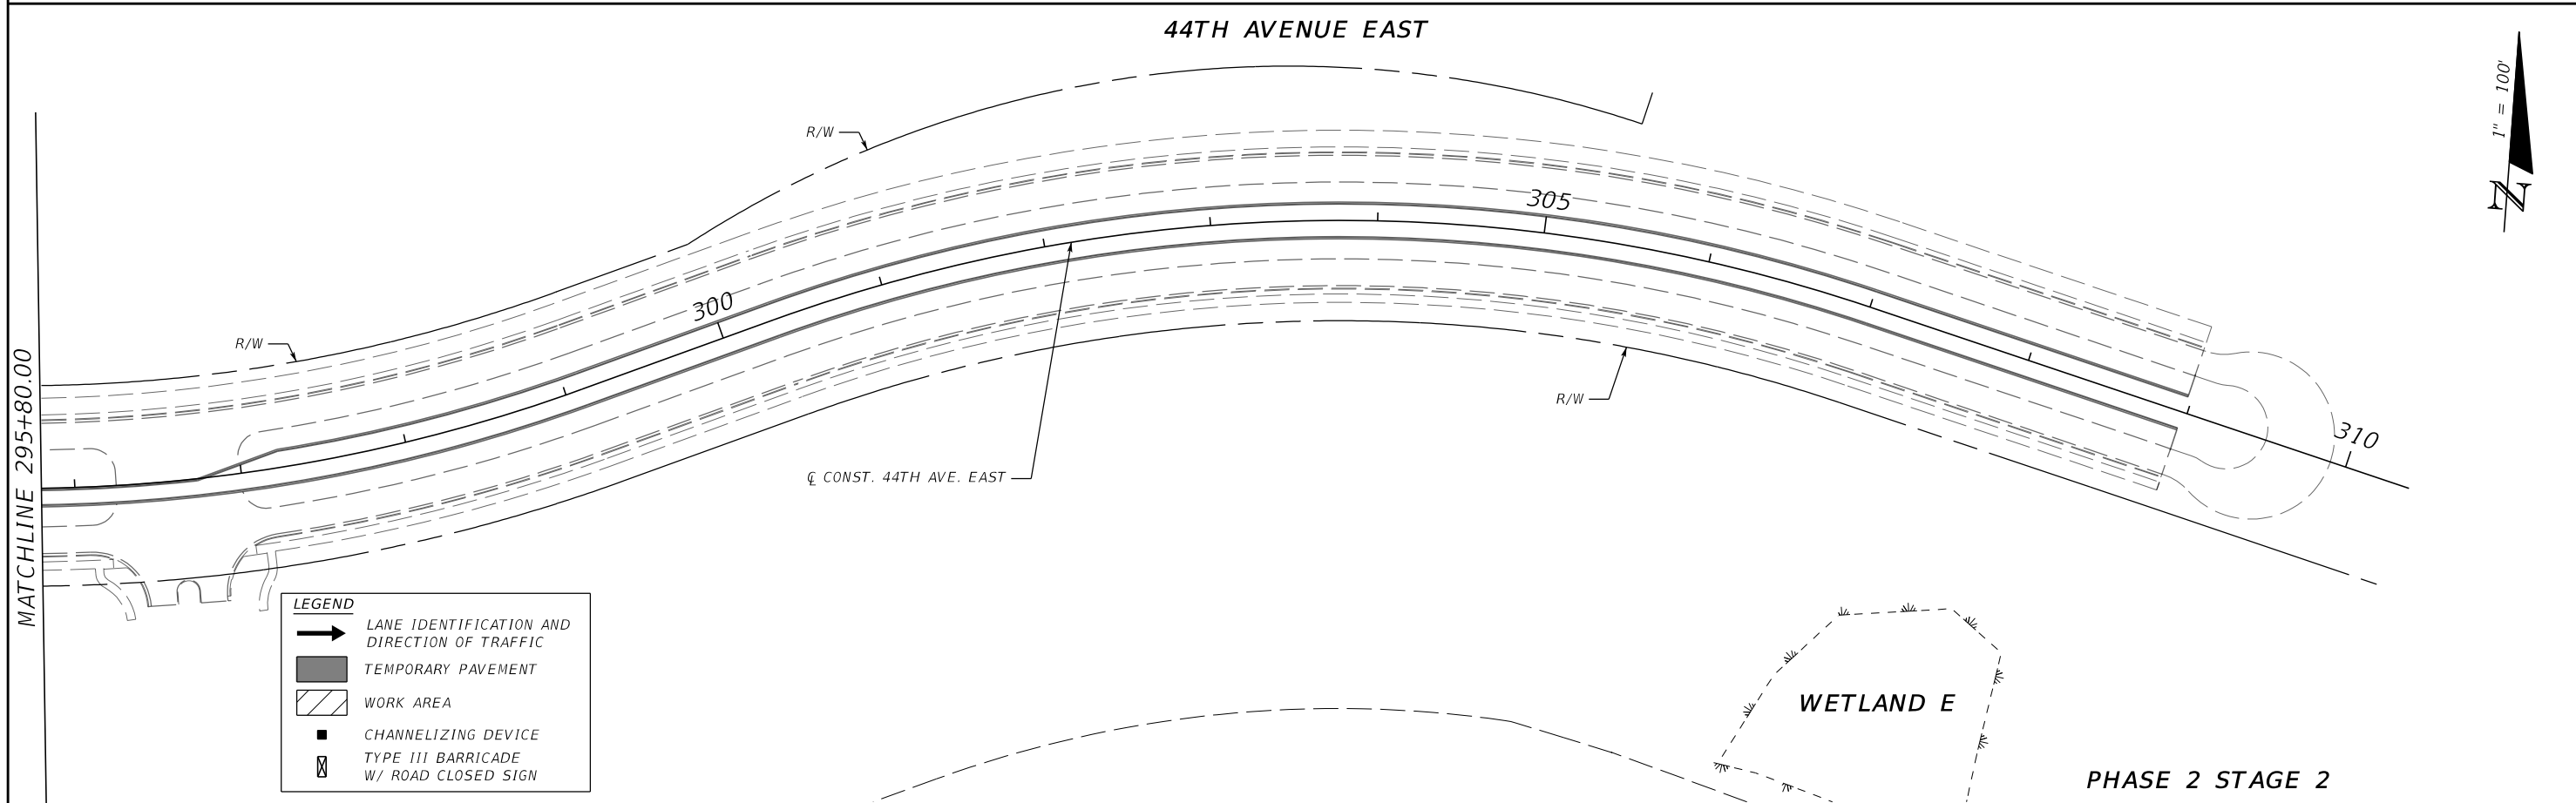 44TH AVENUE EAST
1" = 100'
N
R/W
305
300
R/W
MATCHLINE 295+80.00
R/W
310
℄ CONST. 44TH AVE. EAST
LEGEND
LANE IDENTIFICATION AND
DIRECTION OF TRAFFIC
TEMPORARY PAVEMENT
WORK AREA
CHANNELIZING DEVICE
TYPE III BARRICADE
W/ ROAD CLOSED SIGN
WETLAND E
PHASE 2 STAGE 2